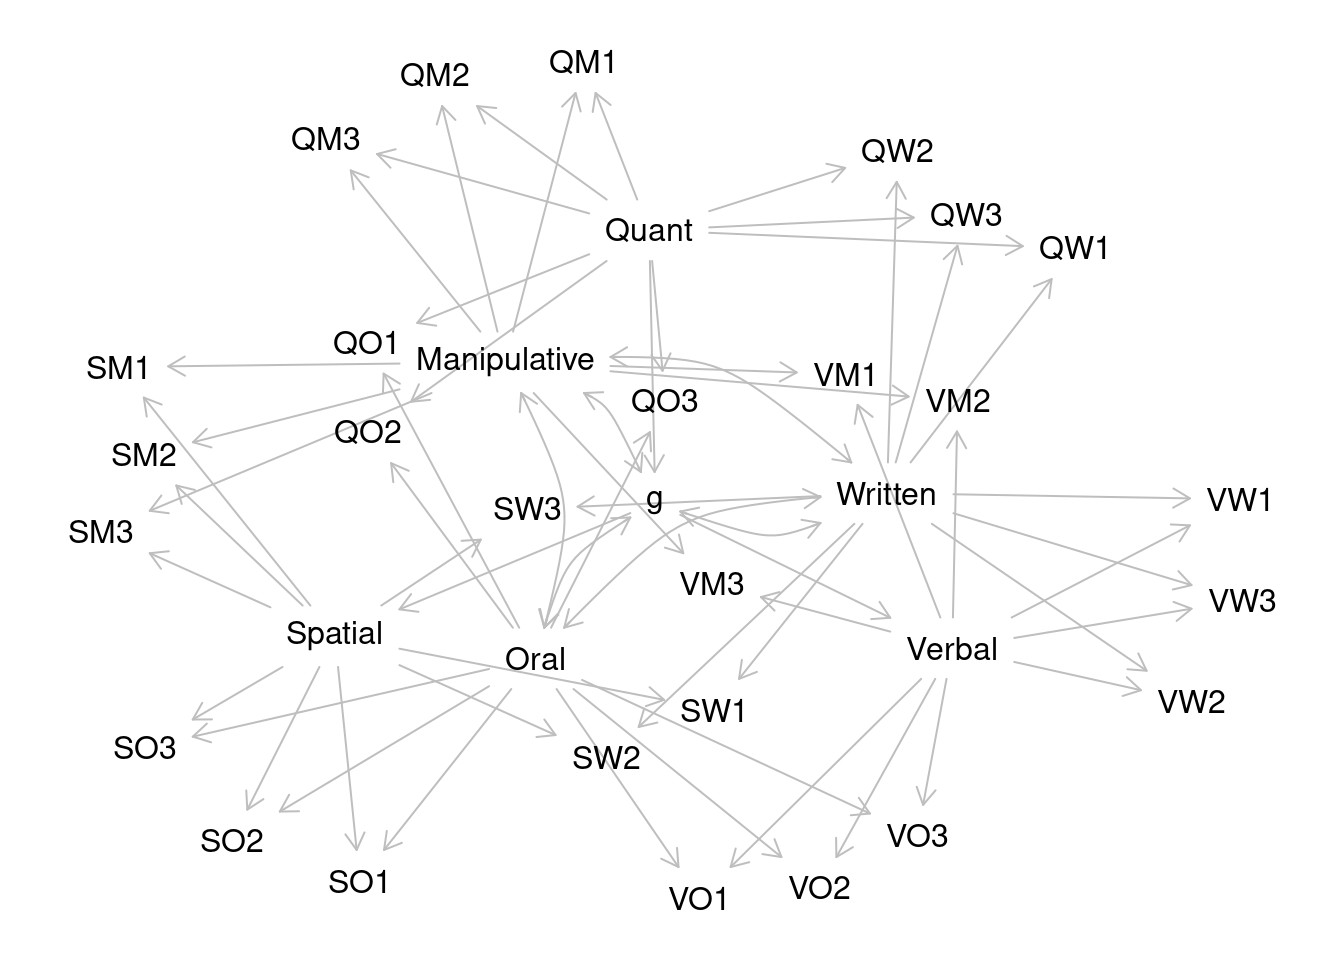 QM1
QM2
QM3
QW2
QW3
Quant
QW1
QO1
Manipulative
SM1
VM1
QO3
VM2
QO2
SM2
Written
g
SW3
VW1
SM3
VM3
VW3
Spatial
Verbal
Oral
VW2
SW1
SO3
SW2
VO3
SO2
SO1
VO2
VO1